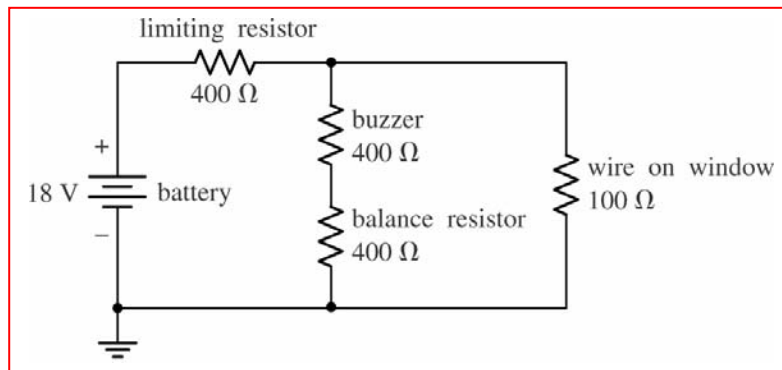 limiting resistor
400 Ω
buzzer
400 Ω
+
18 V
battery
−
wire on window
100 Ω
balance resistor
400 Ω